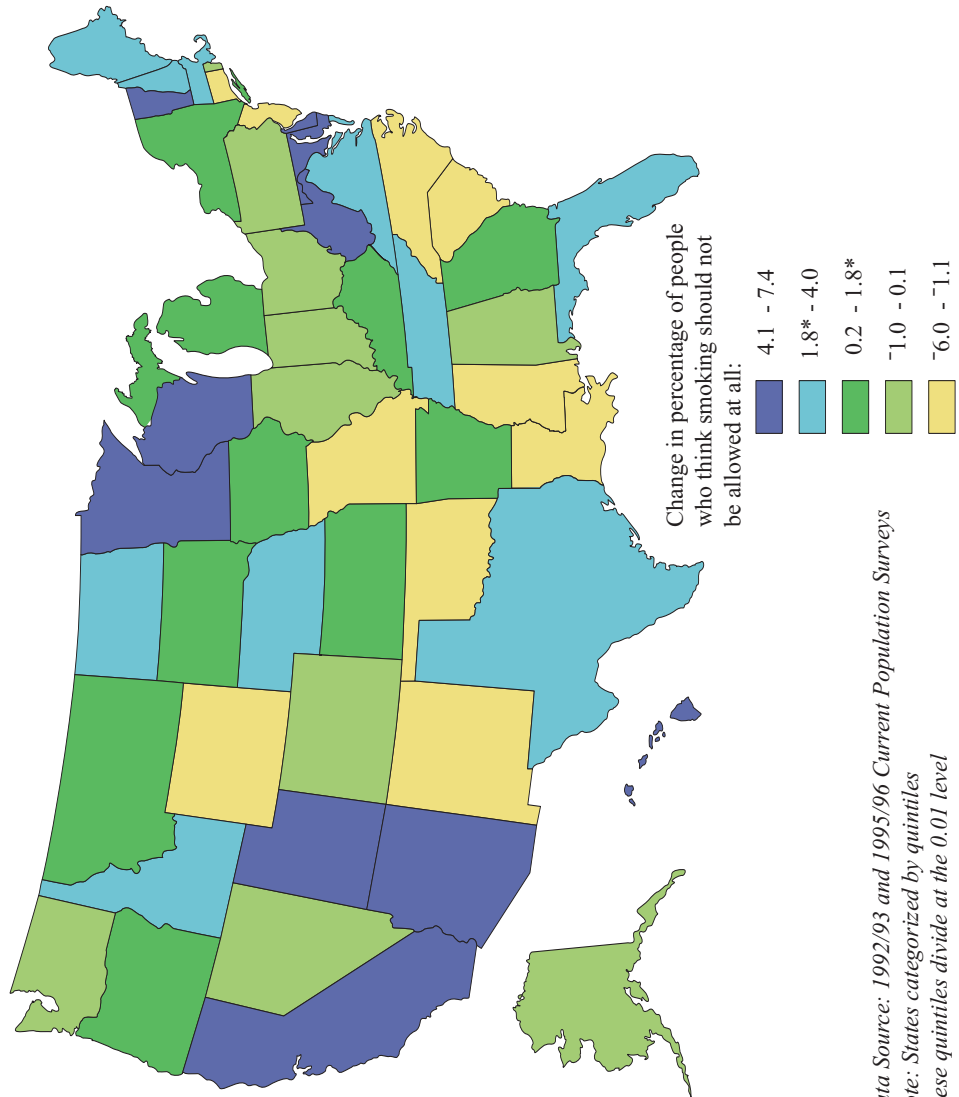 Change in percentage of people
who think smoking should not
be allowed at all:
4.1 - 7.4
1.8* - 4.0
0.2 - 1.8*
‾1.0 - 0.1
‾6.0 - ‾1.1
Source: 1992/93 and 1995/96 Current Population Surveys
States categorized by quintiles
quintiles divide at the 0.01 level